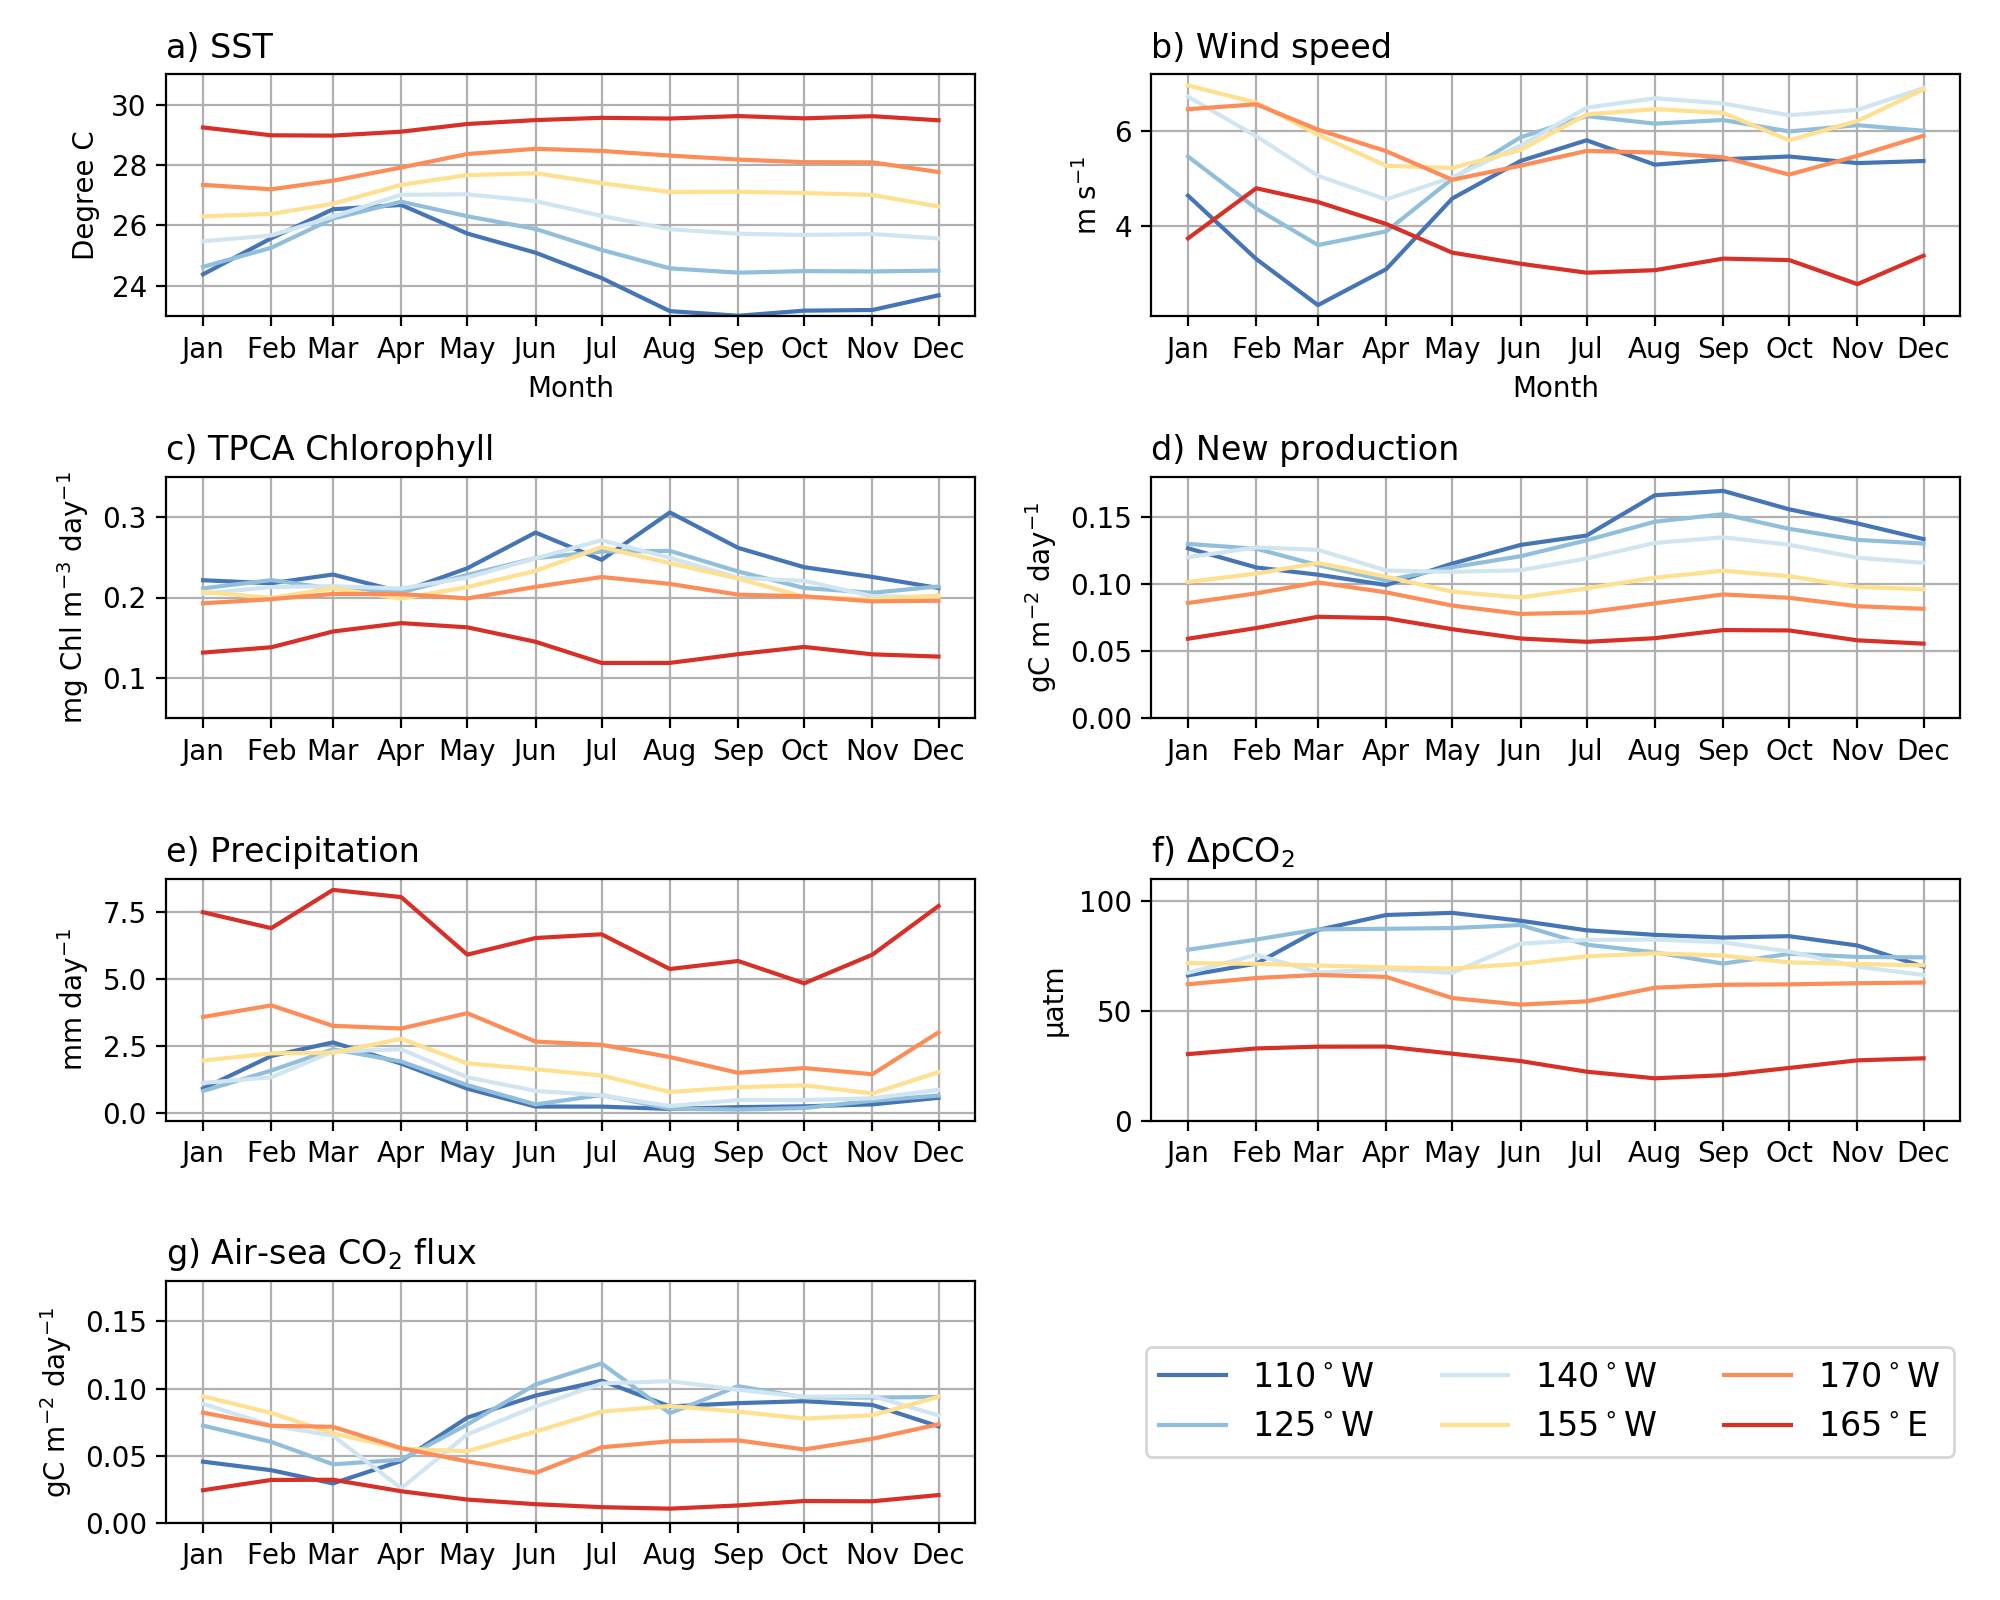 a) SST
30
28
26
24
Degree C
Jan Feb Mar Apr May Jun Jul Aug Sep Oct Nov Dec
Month
b) Wind speed
6
4
m s⁻¹
Jan Feb Mar Apr May Jun Jul Aug Sep Oct Nov Dec
Month
c) TPCA Chlorophyll
0.3
0.2
0.1
mg Chl m⁻³ day⁻¹
Jan Feb Mar Apr May Jun Jul Aug Sep Oct Nov Dec
d) New production
0.15
0.10
0.05
0.00
gC m⁻² day⁻¹
Jan Feb Mar Apr May Jun Jul Aug Sep Oct Nov Dec
e) Precipitation
7.5
5.0
2.5
0.0
mm day⁻¹
Jan Feb Mar Apr May Jun Jul Aug Sep Oct Nov Dec
f) ΔpCO₂
100
50
0
μatm
Jan Feb Mar Apr May Jun Jul Aug Sep Oct Nov Dec
g) Air-sea CO₂ flux
0.15
0.10
0.05
0.00
gC m⁻² day⁻¹
Jan Feb Mar Apr May Jun Jul Aug Sep Oct Nov Dec
110°W 140°W 170°W
125°W 155°W 165°E